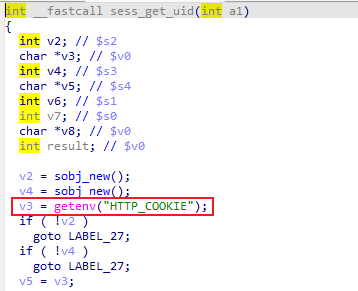 int __fastcall sess_get_uid(int a1)
{
int v2; // $s2
char *v3; // $v0
int v4; // $s3
char *v5; // $s4
int v6; // $s1
int v7; // $s0
char *v8; // $v0
int result; // $v0
v2 = sobj_new();
v4 = sobj_new();
v3 = getenv("HTTP_COOKIE");
if ( !v2 )
goto LABEL_27;
if ( !v4 )
goto LABEL_27;
v5 = v3;